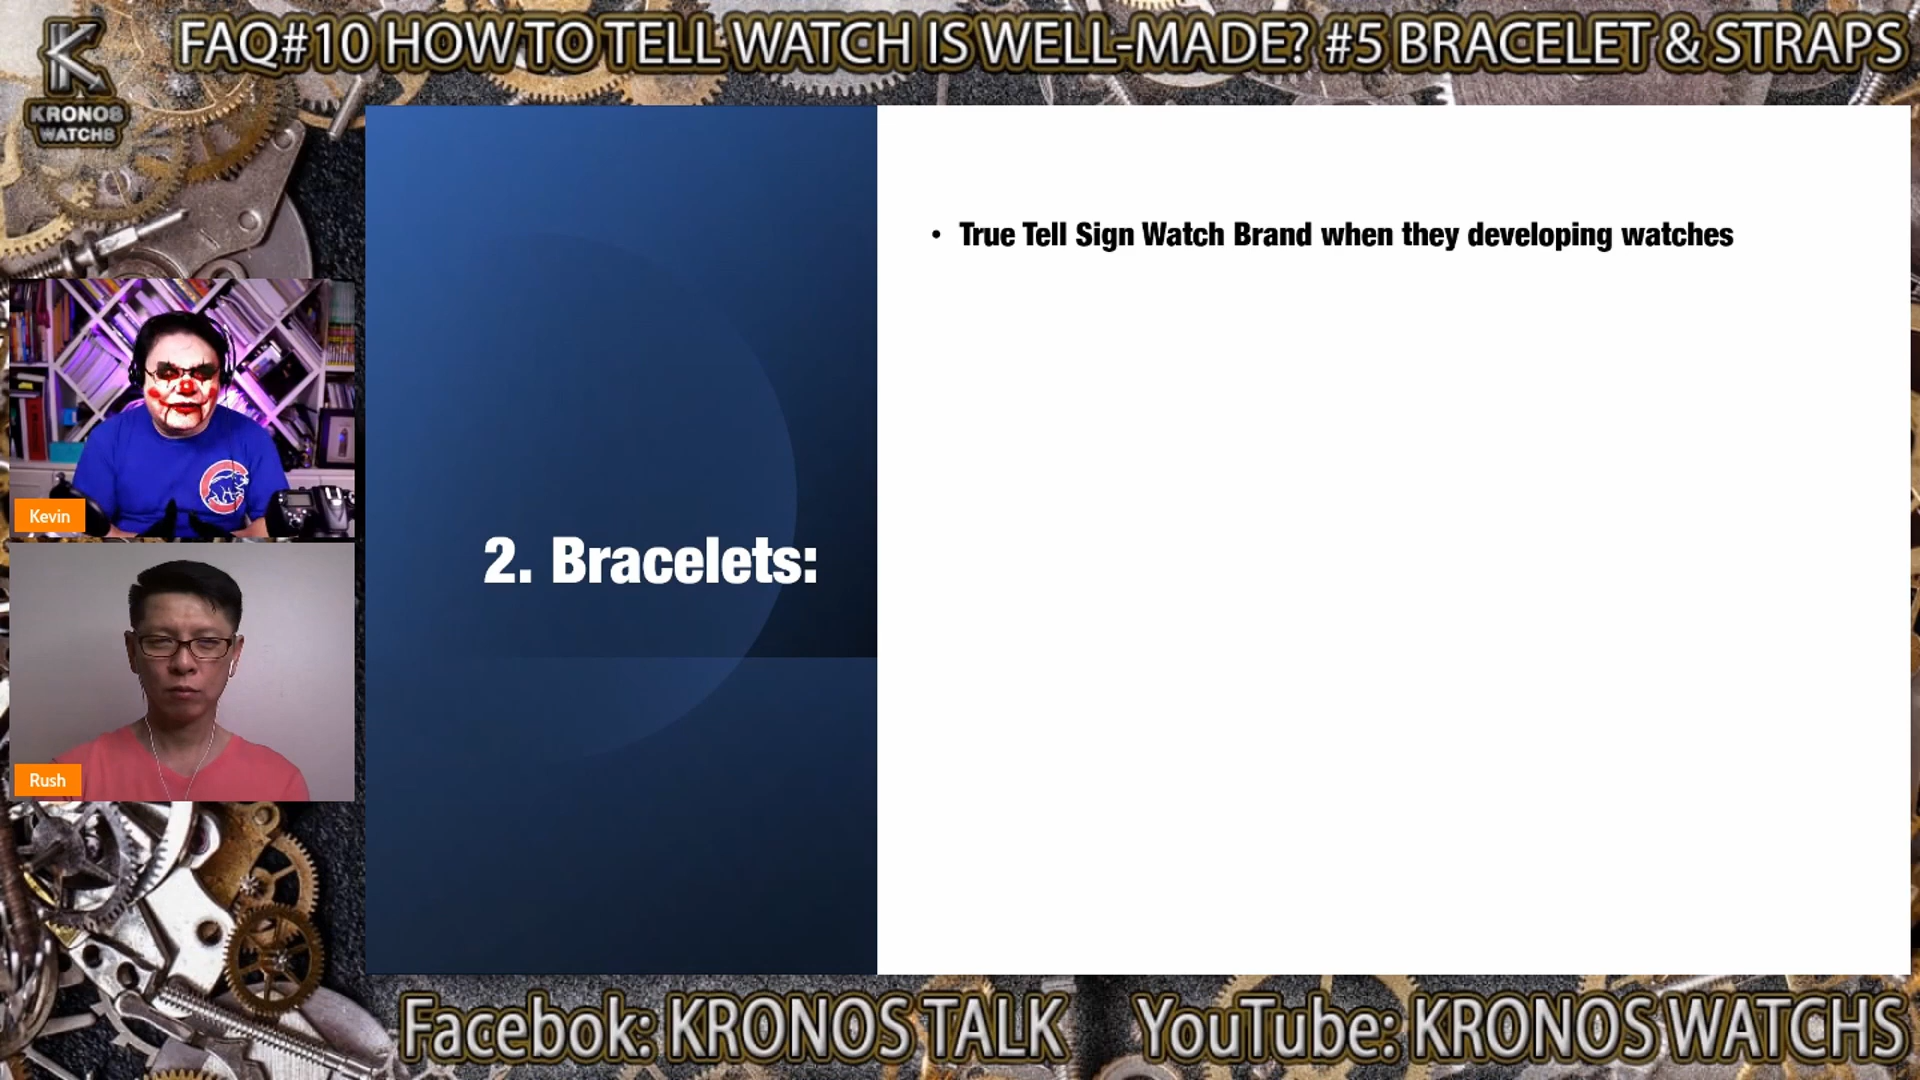 FAQ#10 HOW TO TELL WATCH IS WELL-MADE? #5 BRACELET & STRAPS
K
KRONOS
WATCHS
• True Tell Sign Watch Brand when they developing watches
2. Bracelets:
Kevin
Rush
Facebok: KRONOS TALK
YouTube: KRONOS WATCHS